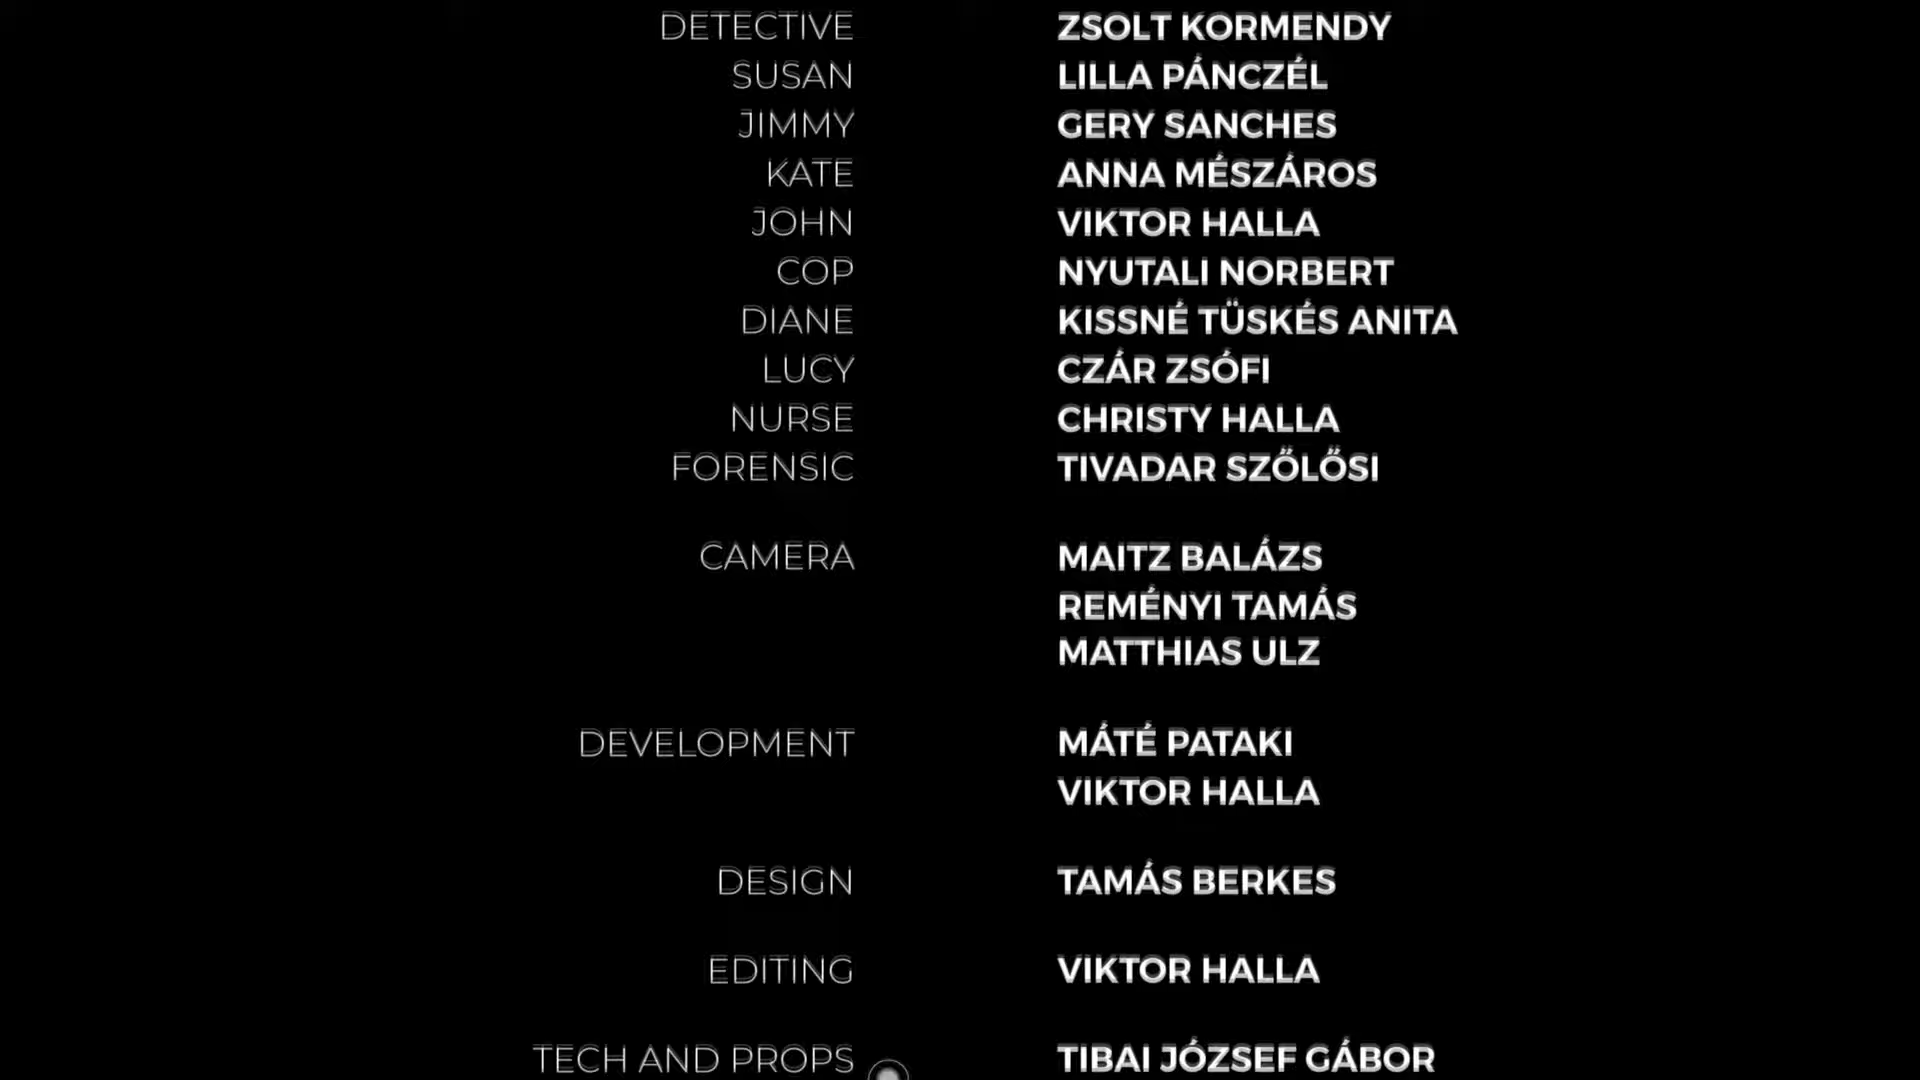 DETECTIVE ZSOLT KORMENDY
SUSAN LILLA PÁNCZÉL
JIMMY GERY SANCHES
KATE ANNA MÉSZÁROS
JOHN VIKTOR HALLA
COP NYUTALI NORBERT
DIANE KISSNÉ TÜSKÉS ANITA
LUCY CZÁR ZSÓFI
NURSE CHRISTY HALLA
FORENSIC TIVADAR SZŐLŐSI
CAMERA MAITZ BALÁZS
REMÉNYI TAMÁS
MATTHIAS ULZ
DEVELOPMENT MÁTÉ PATAKI
VIKTOR HALLA
DESIGN TAMÁS BERKES
EDITING VIKTOR HALLA
TECH AND PROPS TIBAI JÓZSEF GÁBOR